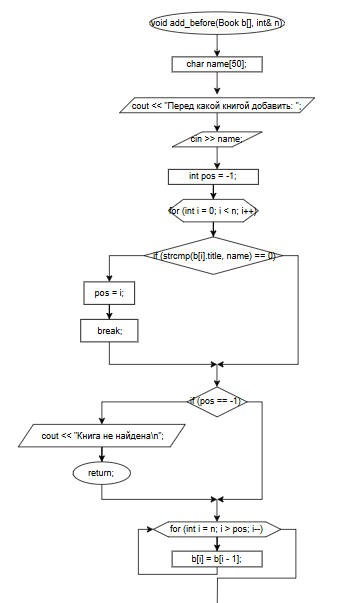 void add_before(Book b[], int& n)
char name[50];
cout << "Перед какой книгой добавить: ";
cin >> name;
int pos = -1;
for (int i = 0; i < n; i++)
if (strcmp(b[i].title, name) == 0)
pos = i;
break;
if (pos == -1)
cout << "Книга не найдена\n";
return;
for (int i = n; i > pos; i--)
b[i] = b[i - 1];